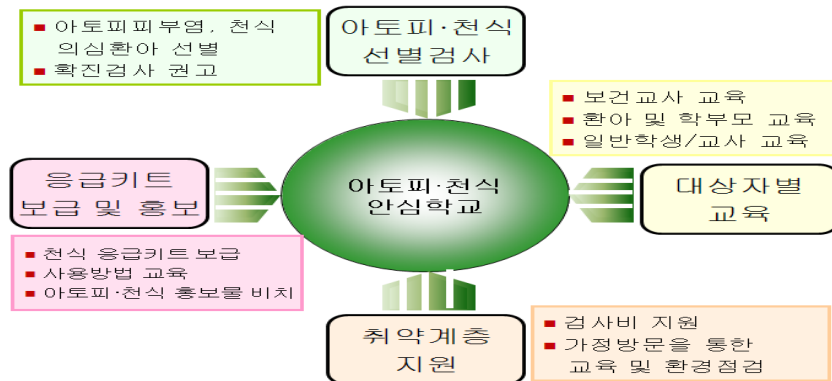 ■ 아토피피부염, 천식
의심환아 선별
■ 확진검사 권고
아토피·천식
선별검사
■ 보건교사 교육
■ 환아 및 학부모 교육
■ 일반학생/교사 교육
응급키트
보급 및 홍보
아토피·천식
안심학교
대상자별
교육
■ 천식 응급키트 보급
■ 사용방법 교육
■ 아토피·천식 홍보물 비치
취약계층
지원
■ 검사비 지원
■ 가정방문을 통한
교육 및 환경점검